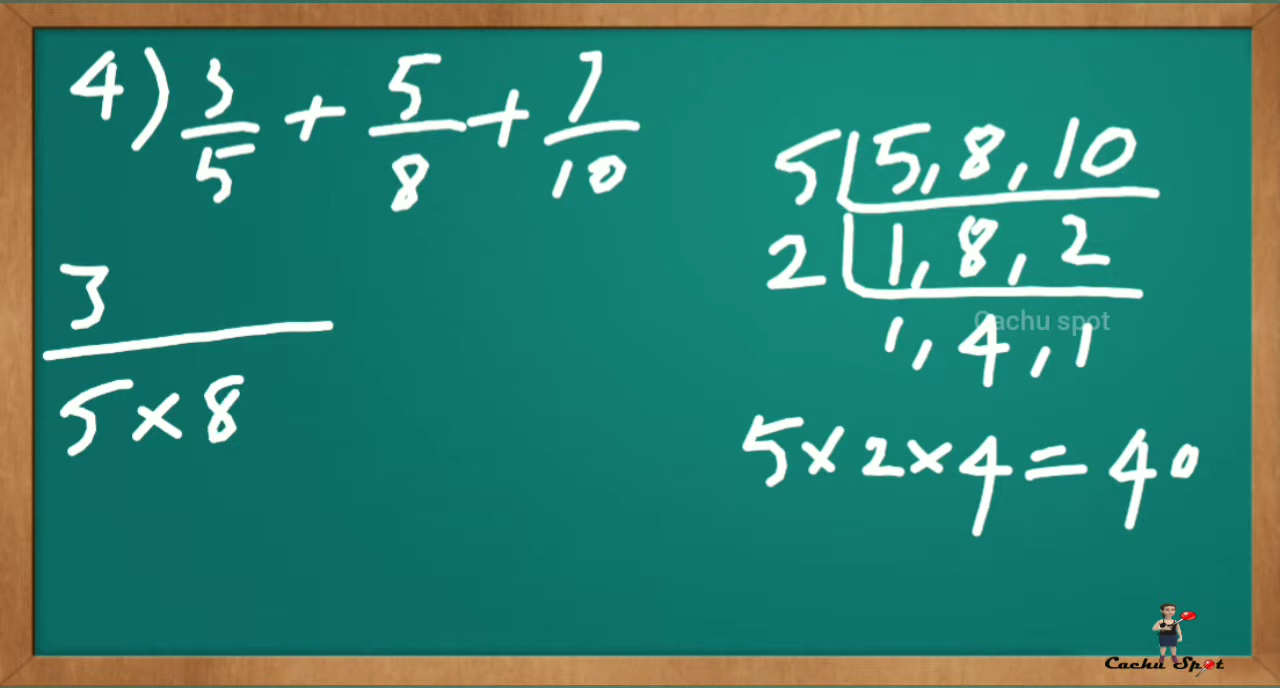 4) 3/5 + 5/8 + 7/10
5 | 5, 8, 10
2 | 1, 8, 2
1, 4, 1
Cachu spot
3
5 × 8
5 × 2 × 4 = 40
Cachu Spot